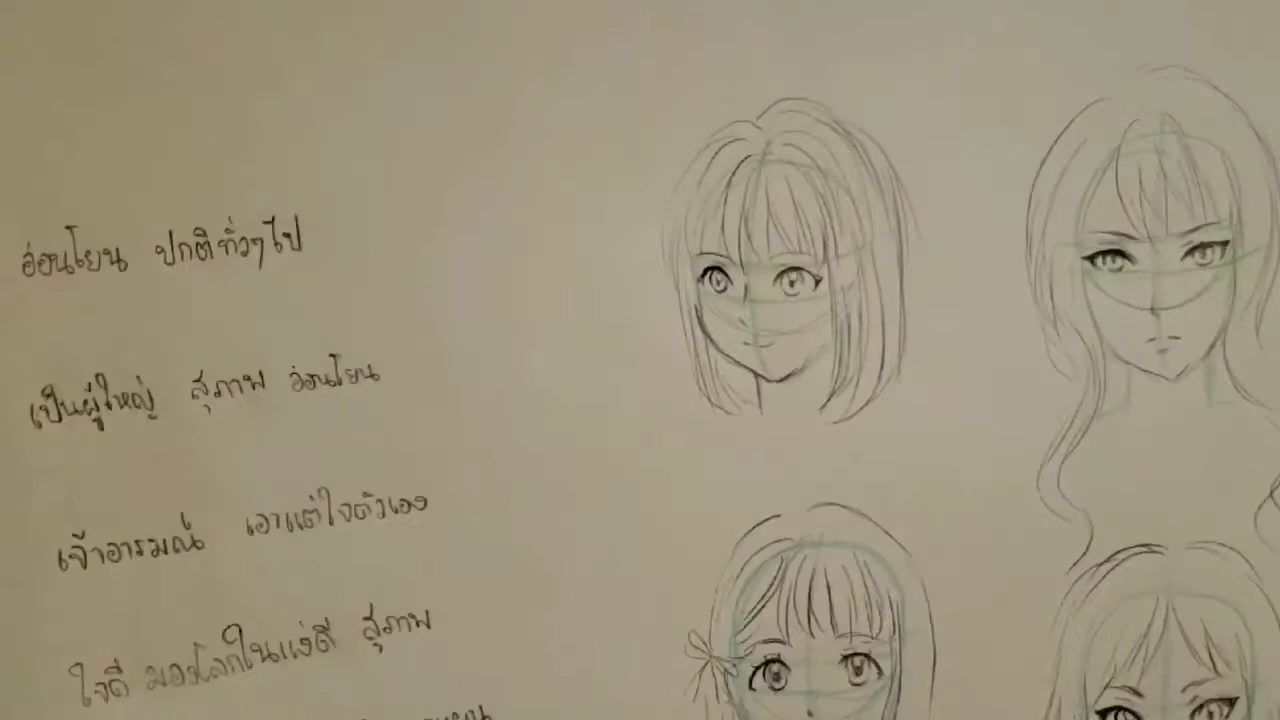 อ่อนโยน ปกติทั่วๆไป
เป็นผู้ใหญ่ สุภาพ อ่อนโยน
เจ้าอารมณ์ เอาแต่ใจตัวเอง
ใจดี มองโลกในแง่ดี สุภาพ